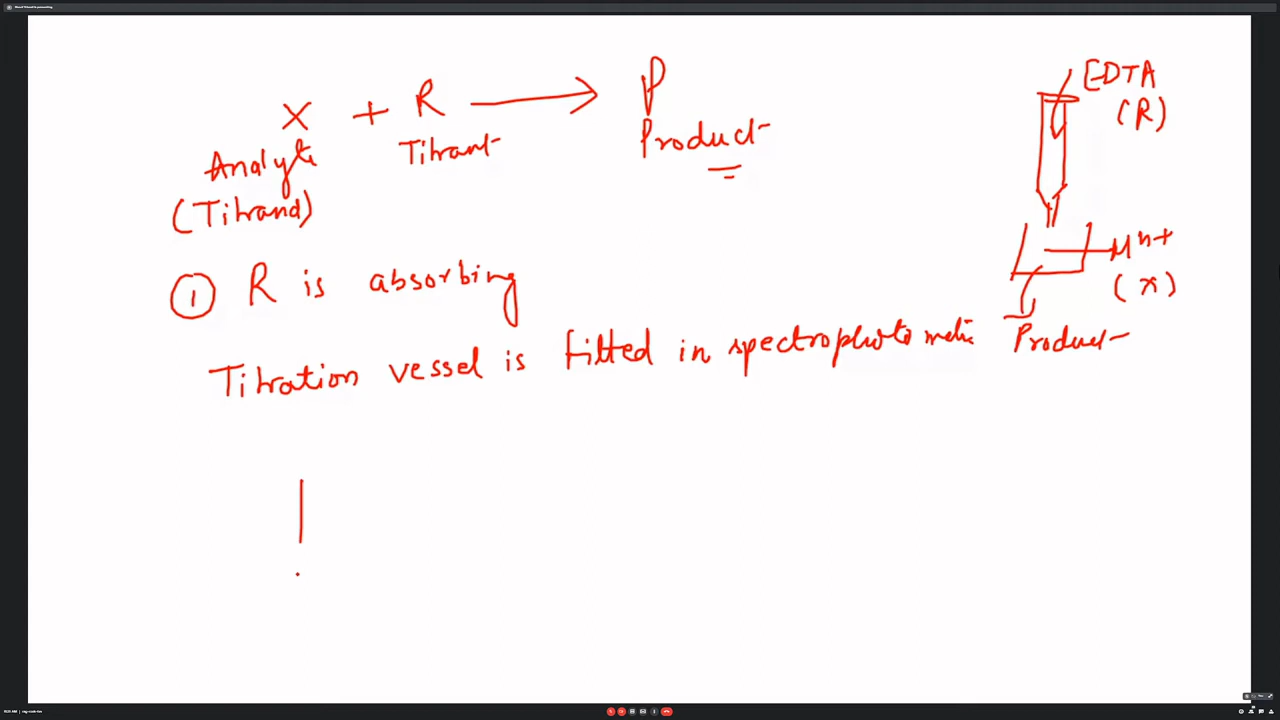 X + R → P
Analyte Titrant Product
(Titrand)
EDTA
(R)
Mn+
(x)
Product
① R is absorbing
Titration vessel is fitted in spectrophotometric